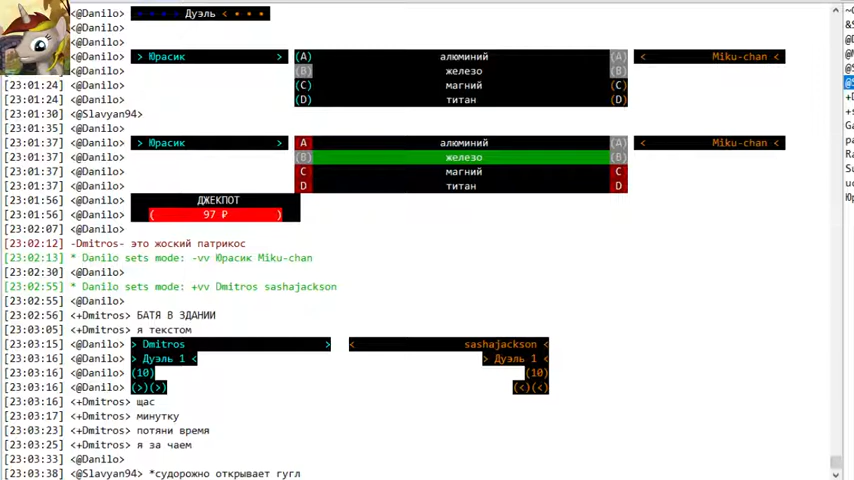 <@Danilo> • • • • Дуэль < • • •
<@Danilo>
<@Danilo>
<@Danilo> > Юрасик > (A) алюминий (A) < Miku-chan <
<@Danilo> (B) железо (B)
[23:01:24] <@Danilo> (C) магний (C)
[23:01:24] <@Danilo> (D) титан (D)
[23:01:30] <@Slavyan94>
[23:01:35] <@Danilo>
[23:01:37] <@Danilo> > Юрасик > A алюминий (A) < Miku-chan <
[23:01:37] <@Danilo> (B) железо (B)
[23:01:37] <@Danilo> C магний C
[23:01:37] <@Danilo> D титан D
[23:01:56] <@Danilo> ДЖЕКПОТ
[23:01:56] <@Danilo> ( 97 ₽ )
[23:02:07] <@Danilo>
[23:02:12] -Dmitros- это жоский патрикос
[23:02:13] * Danilo sets mode: -vv Юрасик Miku-chan
[23:02:30] <@Danilo>
[23:02:55] * Danilo sets mode: +vv Dmitros sashajackson
[23:02:55] <@Danilo>
[23:02:56] <+Dmitros> БАТЯ В ЗДАНИИ
[23:03:05] <+Dmitros> я текстом
[23:03:15] <@Danilo> > Dmitros > < sashajackson <
[23:03:16] <@Danilo> > Дуэль 1 < > Дуэль 1 <
[23:03:16] <@Danilo> (10) (10)
[23:03:16] <@Danilo> (>)(>) (<)(<)
[23:03:16] <+Dmitros> щас
[23:03:17] <+Dmitros> минутку
[23:03:23] <+Dmitros> потяни время
[23:03:27] <+Dmitros> я за чаем
[23:03:33] <@Danilo>
[23:03:38] <@Slavyan94> *судорожно открывает гугл